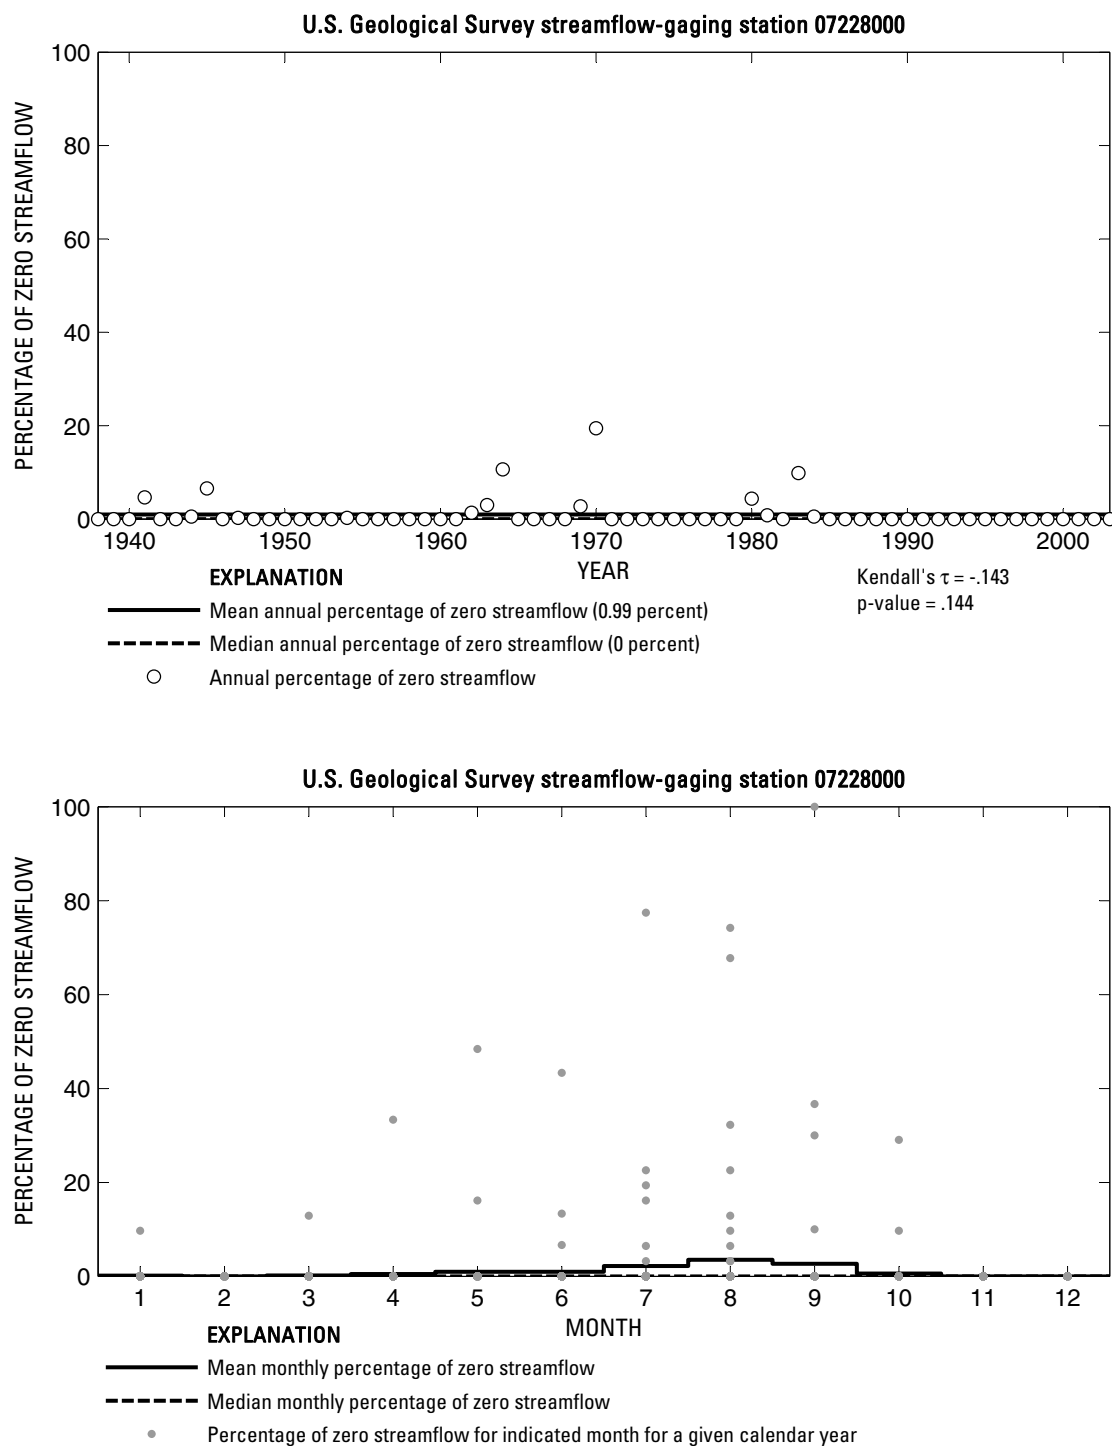 U.S. Geological Survey streamflow-gaging station 07228000
PERCENTAGE OF ZERO STREAMFLOW
100
80
60
40
20
0
1940 1950 1960 1970 1980 1990 2000
YEAR
Kendall's τ = -.143
p-value = .144
EXPLANATION
Mean annual percentage of zero streamflow (0.99 percent)
Median annual percentage of zero streamflow (0 percent)
Annual percentage of zero streamflow
U.S. Geological Survey streamflow-gaging station 07228000
PERCENTAGE OF ZERO STREAMFLOW
100
80
60
40
20
0
1 2 3 4 5 6 7 8 9 10 11 12
MONTH
EXPLANATION
Mean monthly percentage of zero streamflow
Median monthly percentage of zero streamflow
Percentage of zero streamflow for indicated month for a given calendar year